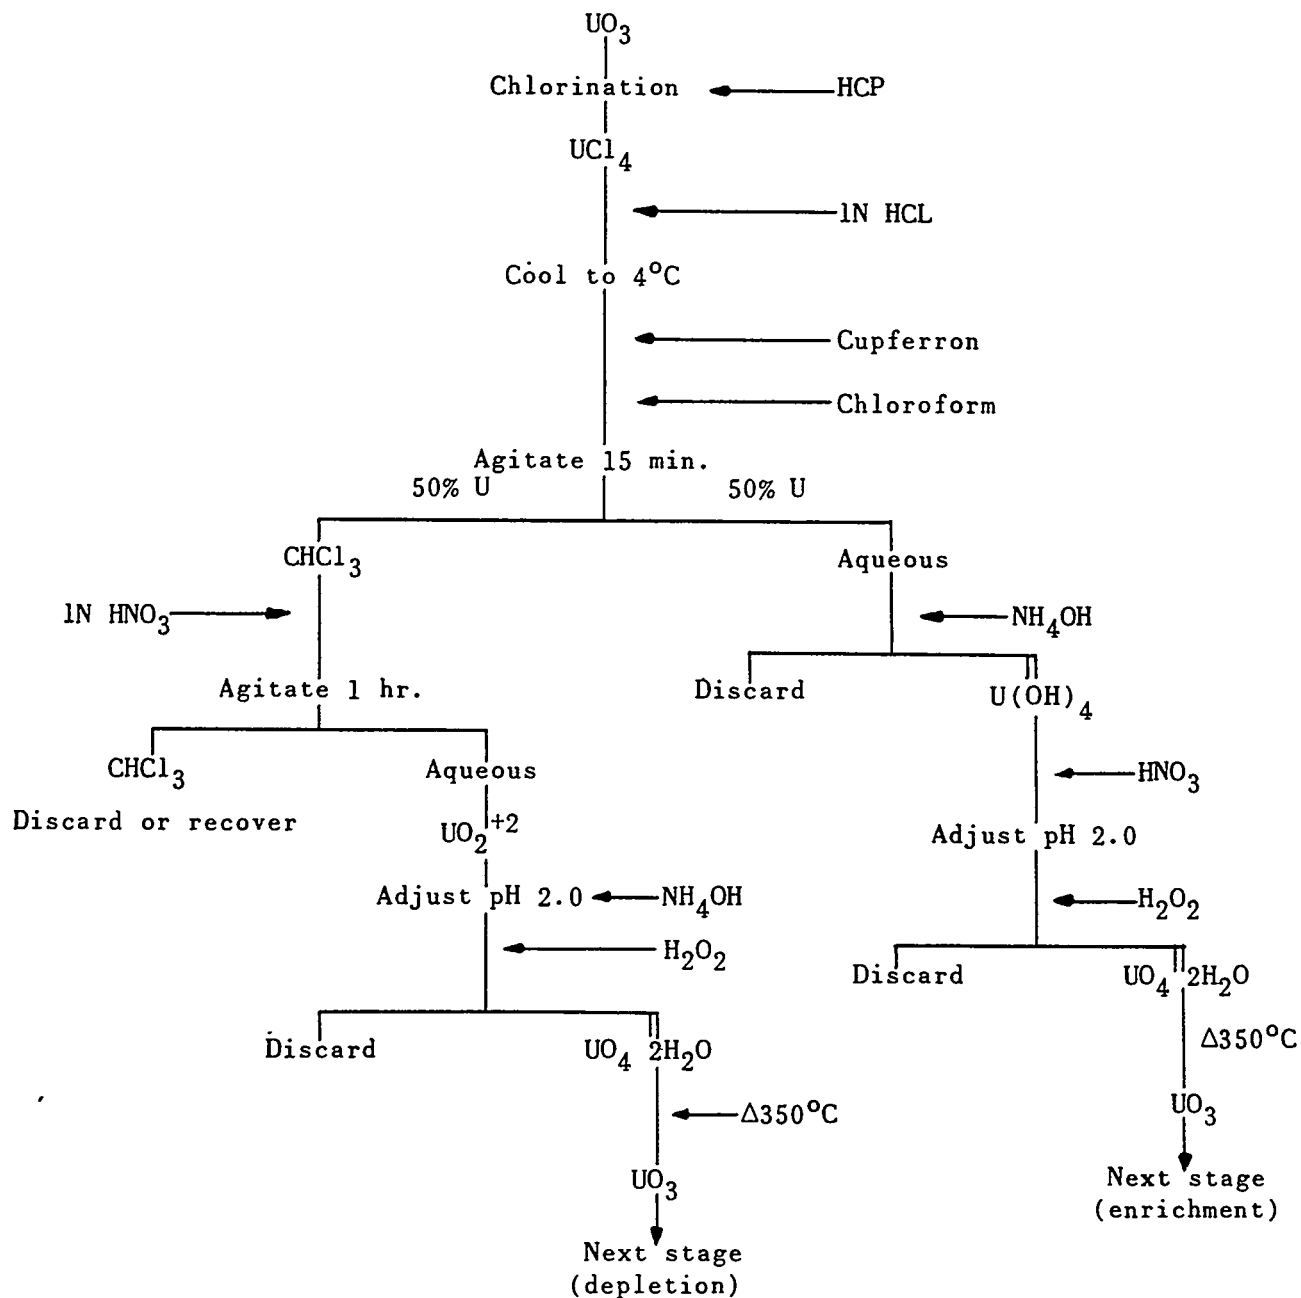 UO3
Chlorination
HCP
UCl4
1N HCL
Cool to 4°C
Cupferron
Chloroform
Agitate 15 min.
50% U
50% U
CHCl3
Aqueous
1N HNO3
NH4OH
Agitate 1 hr.
Discard
U(OH)4
CHCl3
Aqueous
HNO3
Discard or recover
UO2+2
Adjust pH 2.0
Adjust pH 2.0
NH4OH
H2O2
H2O2
Discard
UO4 2H2O
Discard
UO4 2H2O
Δ350°C
Δ350°C
UO3
UO3
Next stage
(enrichment)
Next stage
(depletion)